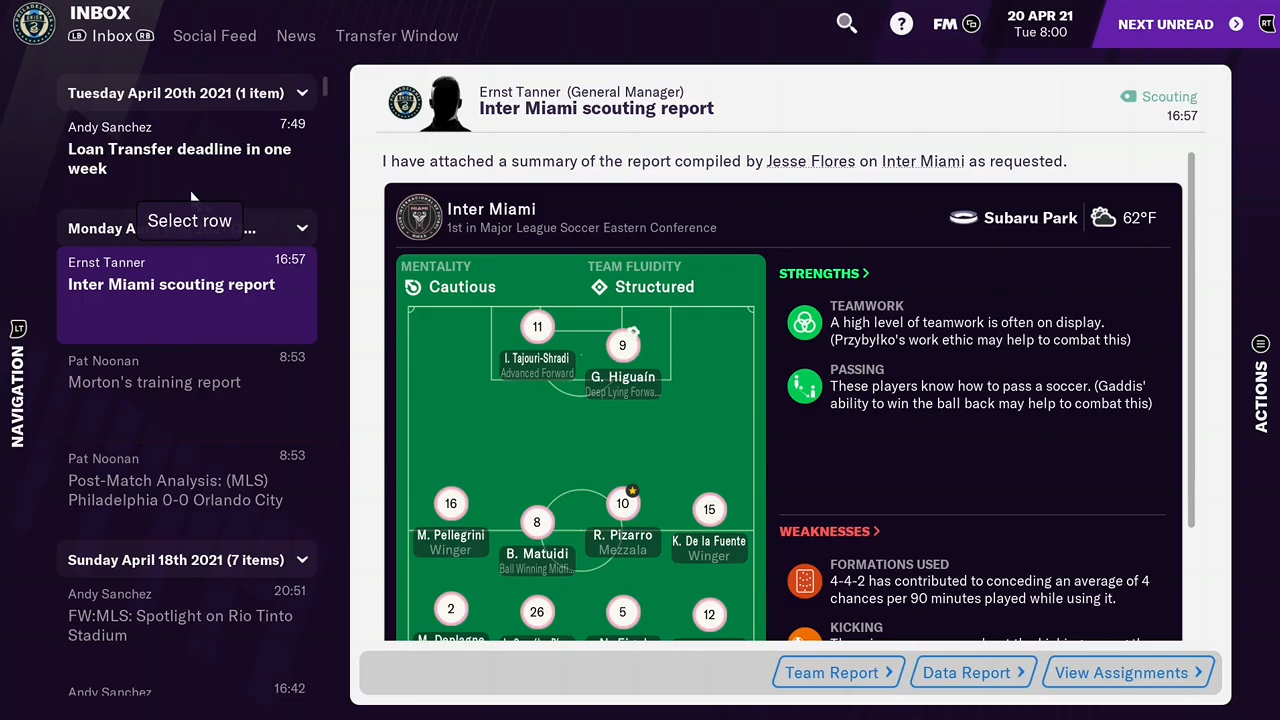 INBOX
LB Inbox RB
Social Feed
News
Transfer Window
?
FM
20 APR 21
Tue 8:00
NEXT UNREAD
RT
Tuesday April 20th 2021 (1 item)
Andy Sanchez
7:49
Loan Transfer deadline in one
week
Select row
Monday A
...
Ernst Tanner
16:57
Inter Miami scouting report
Pat Noonan
8:53
Morton's training report
Pat Noonan
8:53
Post-Match Analysis: (MLS)
Philadelphia 0-0 Orlando City
Sunday April 18th 2021 (7 items)
Andy Sanchez
20:51
FW:MLS: Spotlight on Rio Tinto
Stadium
Andy Sanchez
16:42
LT
NAVIGATION
ACTIONS
Ernst Tanner (General Manager)
Inter Miami scouting report
Scouting
16:57
I have attached a summary of the report compiled by Jesse Flores on Inter Miami as requested.
Inter Miami
1st in Major League Soccer Eastern Conference
Subaru Park
62°F
MENTALITY
Cautious
TEAM FLUIDITY
Structured
11
I. Tajouri-Shradi
Advanced Forward
9
G. Higuaín
Deep Lying Forwa...
16
M. Pellegrini
Winger
8
B. Matuidi
Ball Winning Midfi...
10
R. Pizarro
Mezzala
15
K. De la Fuente
Winger
2
26
5
12
STRENGTHS >
TEAMWORK
A high level of teamwork is often on display.
(Przybylko's work ethic may help to combat this)
PASSING
These players know how to pass a soccer. (Gaddis'
ability to win the ball back may help to combat this)
WEAKNESSES >
FORMATIONS USED
4-4-2 has contributed to conceding an average of 4
chances per 90 minutes played while using it.
KICKING
Team Report >
Data Report >
View Assignments >